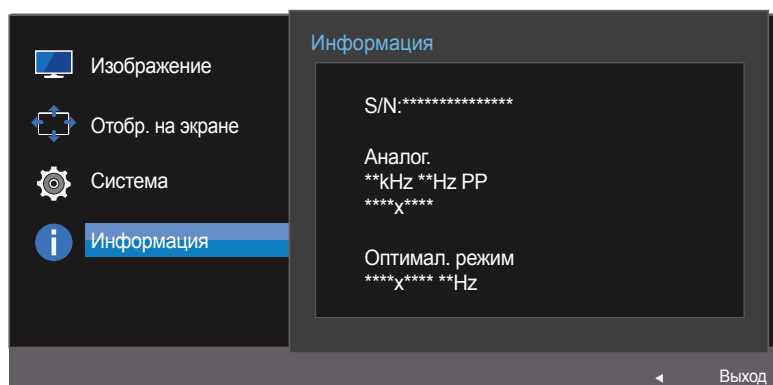 Изображение
Отобр. на экране
Система
Информация
Информация
S/N:***************
Аналог.
**kHz **Hz PP
****x****
Оптимал. режим
****x**** **Hz
Выход